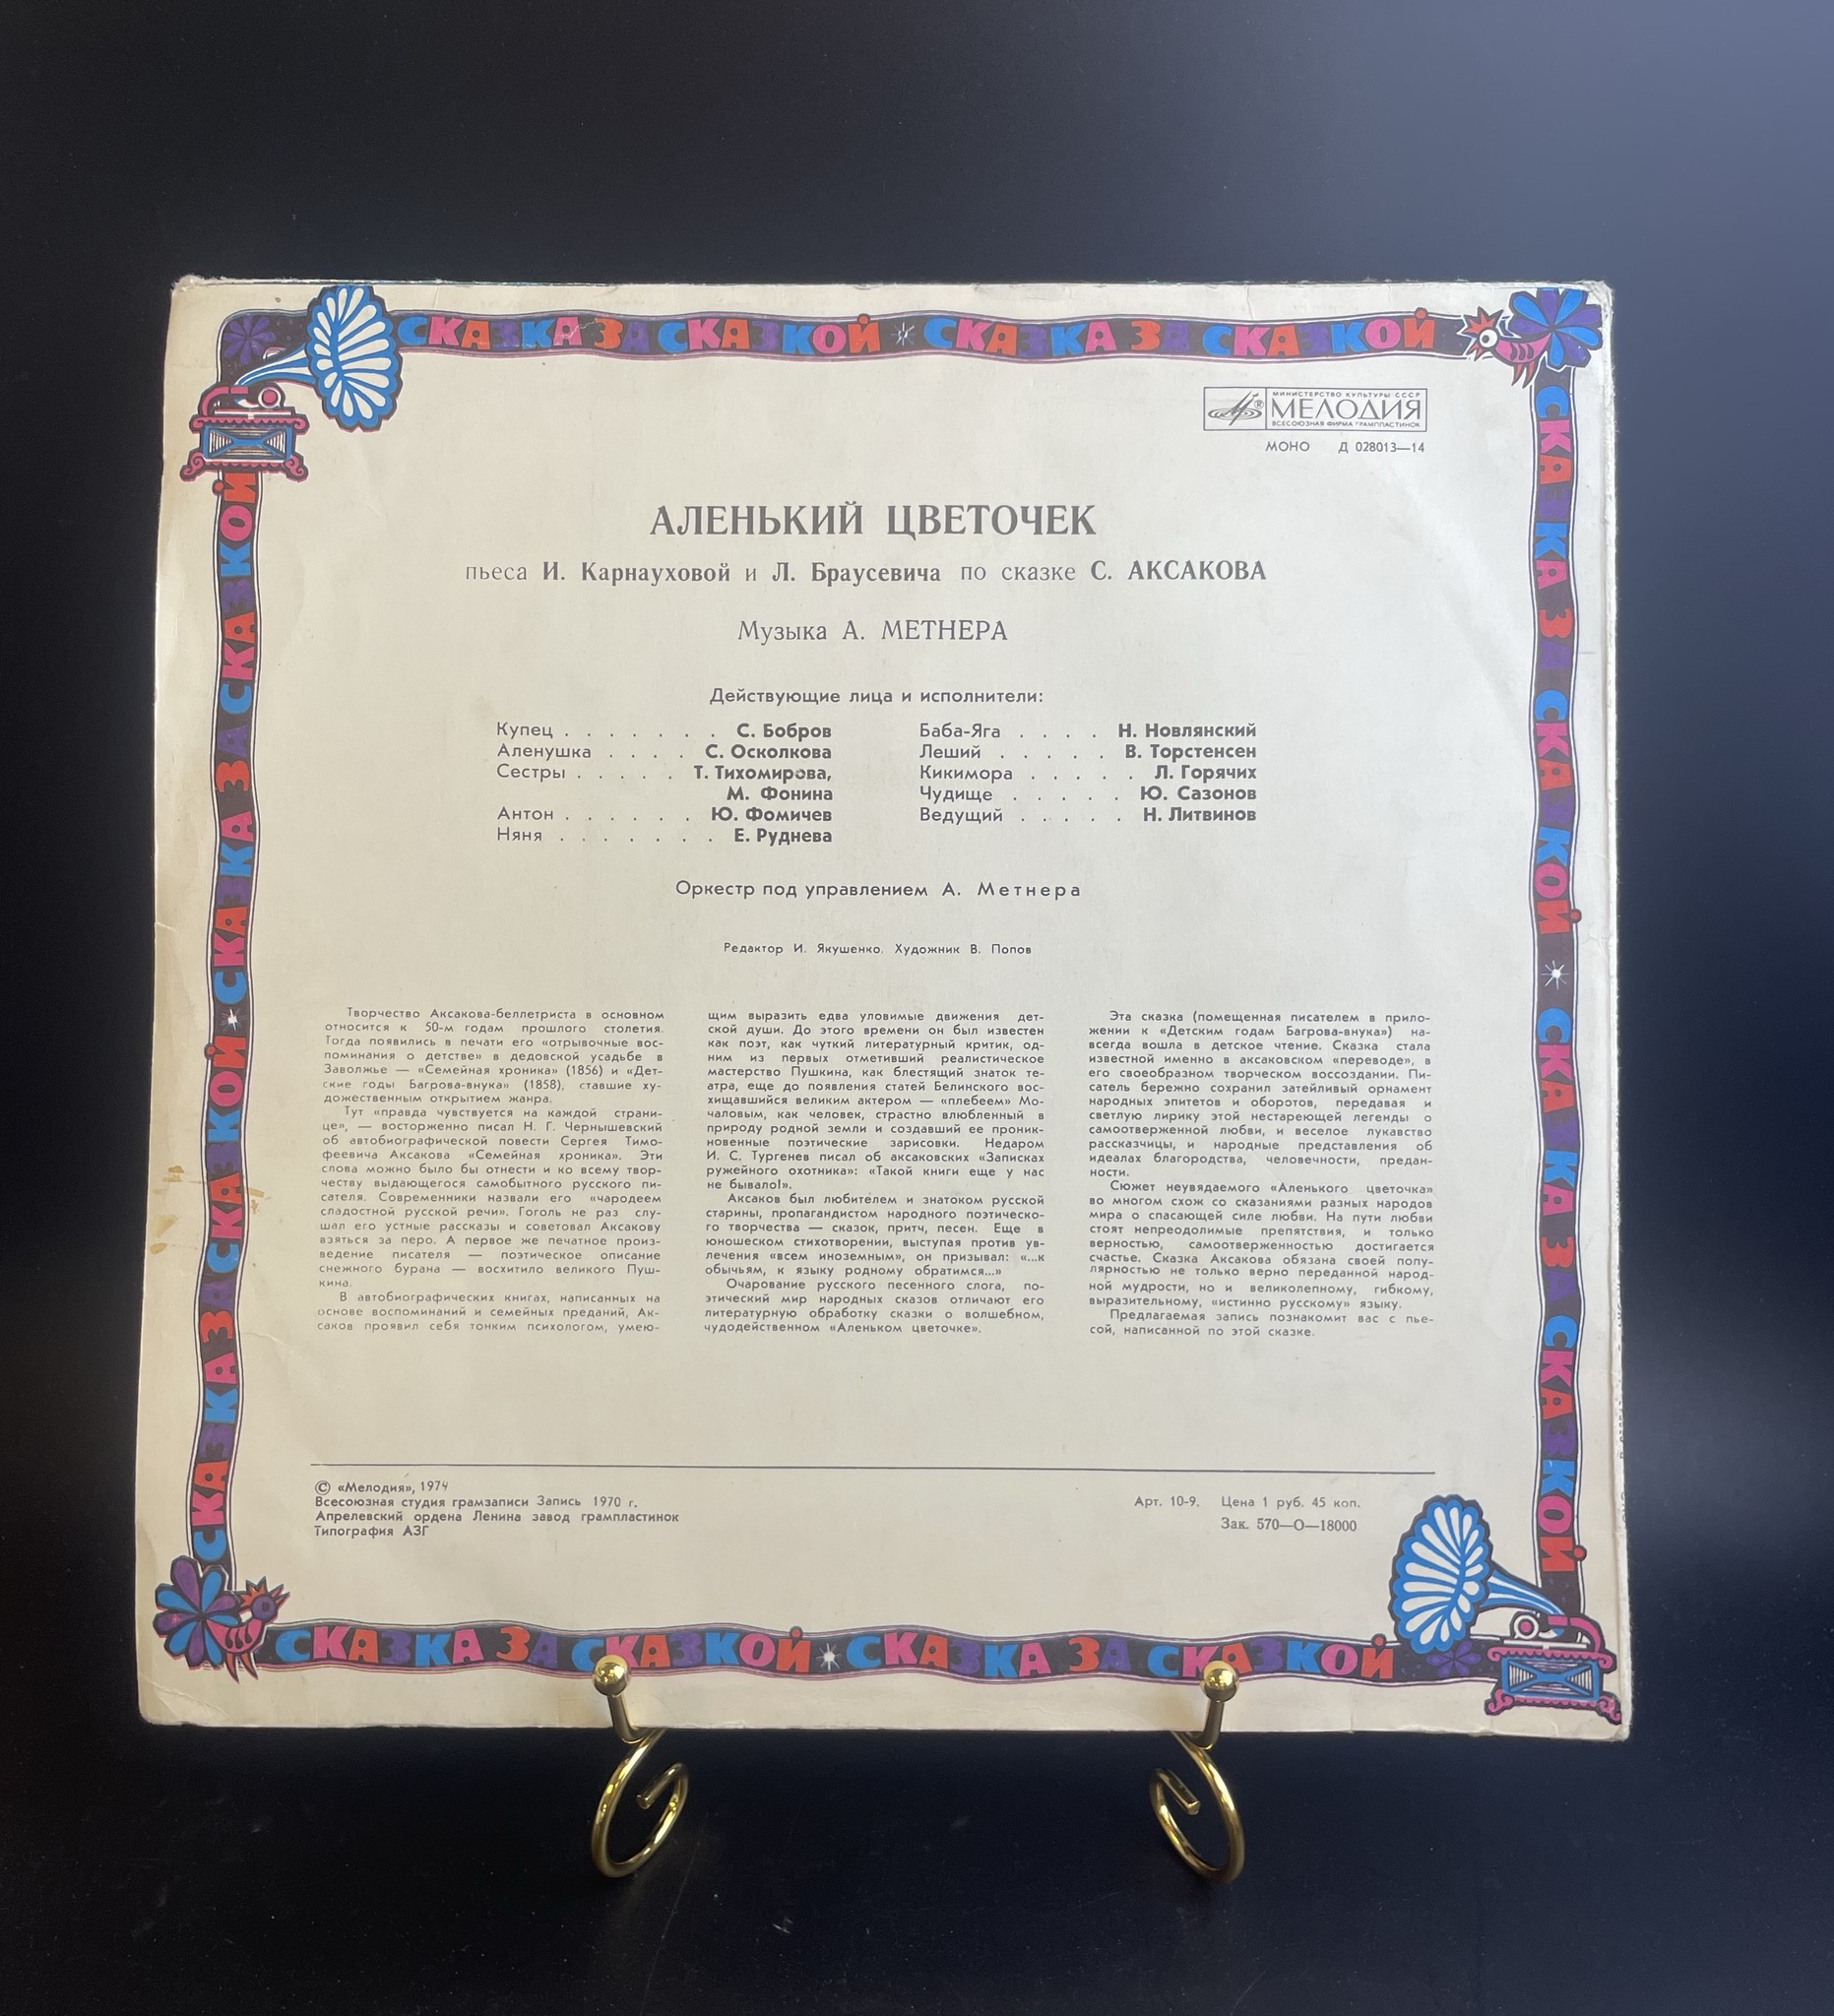 СКАЗКА ЗА СКАЗКОЙ * СКАЗКА ЗА СКАЗКОЙ
СКАЗКА ЗА СКАЗКОЙ * СКАЗКА ЗА СКАЗКОЙ
СКАЗКА ЗА СКАЗКОЙ * СКАЗКА ЗА СКАЗКОЙ
МИНИСТЕРСТВО КУЛЬТУРЫ СССР
МЕЛОДИЯ
ВСЕСОЮЗНАЯ ФИРМА ГРАМПЛАСТИНОК
МОНО Д 028013—14
АЛЕНЬКИЙ ЦВЕТОЧЕК
пьеса И. Карнауховой и Л. Браусевича по сказке С. АКСАКОВА
Музыка А. МЕТНЕРА
Действующие лица и исполнители:
Купец . . . . . . . С. Бобров
Аленушка . . . . С. Осколкова
Сестры . . . . . Т. Тихомирова,
М. Фонина
Антон . . . . . . Ю. Фомичев
Няня . . . . . . . Е. Руднева
Баба-Яга . . . . Н. Новлянский
Леший . . . . . В. Торстенсен
Кикимора . . . . . Л. Горячих
Чудище . . . . . Ю. Сазонов
Ведущий . . . . . Н. Литвинов
Оркестр под управлением А. Метнера
Редактор И. Якушенко. Художник В. Попов
Творчество Аксакова-беллетриста в основном
относится к 50-м годам прошлого столетия.
Тогда появились в печати его «отрывочные вос-
поминания о детстве» в дедовской усадьбе в
Заволжье — «Семейная хроника» (1856) и «Дет-
ские годы Багрова-внука» (1858), ставшие ху-
дожественным открытием жанра.
Тут «правда чувствуется на каждой страни-
це», — восторженно писал Н. Г. Чернышевский
об автобиографической повести Сергея Тимо-
феевича Аксакова «Семейная хроника». Эти
слова можно было бы отнести и ко всему твор-
честву выдающегося самобытного русского пи-
сателя. Современники назвали его «чародеем
сладостной русской речи». Гоголь не раз слу-
шал его устные рассказы и советовал Аксакову
взяться за перо. А первое же печатное произ-
ведение писателя — поэтическое описание
снежного бурана — восхитило великого Пуш-
кина.
В автобиографических книгах, написанных на
основе воспоминаний и семейных преданий, Ак-
саков проявил себя тонким психологом, умею-
щим выразить едва уловимые движения дет-
ской души. До этого времени он был известен
как поэт, как чуткий литературный критик, од-
ним из первых отметивший реалистическое
мастерство Пушкина, как блестящий знаток те-
атра, еще до появления статей Белинского вос-
хищавшийся великим актером — «плебеем» Мо-
чаловым, как человек, страстно влюбленный в
природу родной земли и создавший ее проник-
новенные поэтические зарисовки. Недаром
И. С. Тургенев писал об аксаковских «Записках
ружейного охотника»: «Такой книги еще у нас
не бывало!».
Аксаков был любителем и знатоком русской
старины, пропагандистом народного поэтическо-
го творчества — сказок, притч, песен. Еще в
юношеском стихотворении, выступая против ув-
лечения «всем иноземным», он призывал: «...к
обычьям, к языку родному обратимся...»
Очарование русского песенного слога, по-
этический мир народных сказов отличают его
литературную обработку сказки о волшебном,
чудодейственном «Аленьком цветочке».
Эта сказка (помещенная писателем в прило-
жении к «Детским годам Багрова-внука») на-
всегда вошла в детское чтение. Сказка стала
известной именно в аксаковском «переводе», в
его своеобразном творческом воссоздании. Пи-
сатель бережно сохранил затейливый орнамент
народных эпитетов и оборотов, передавая и
светлую лирику этой нестареющей легенды о
самоотверженной любви, и веселое лукавство
рассказчицы, и народные представления об
идеалах благородства, человечности, предан-
ности.
Сюжет неувядаемого «Аленького цветочка»
во многом схож со сказаниями разных народов
мира о спасающей силе любви. На пути любви
стоят непреодолимые препятствия, и только
верностью, самоотверженностью достигается
счастье. Сказка Аксакова обязана своей попу-
лярностью не только верно переданной народ-
ной мудрости, но и великолепному, гибкому,
выразительному, «истинно русскому» языку.
Предлагаемая запись познакомит вас с пье-
сой, написанной по этой сказке.
© «Мелодия», 1974
Всесоюзная студия грамзаписи Запись 1970 г.
Апрелевский ордена Ленина завод грампластинок
Типография АЗГ
Арт. 10-9. Цена 1 руб. 45 коп.
Зак. 570—О—18000
СКАЗКА ЗА СКАЗКОЙ * СКАЗКА ЗА СКАЗКОЙ